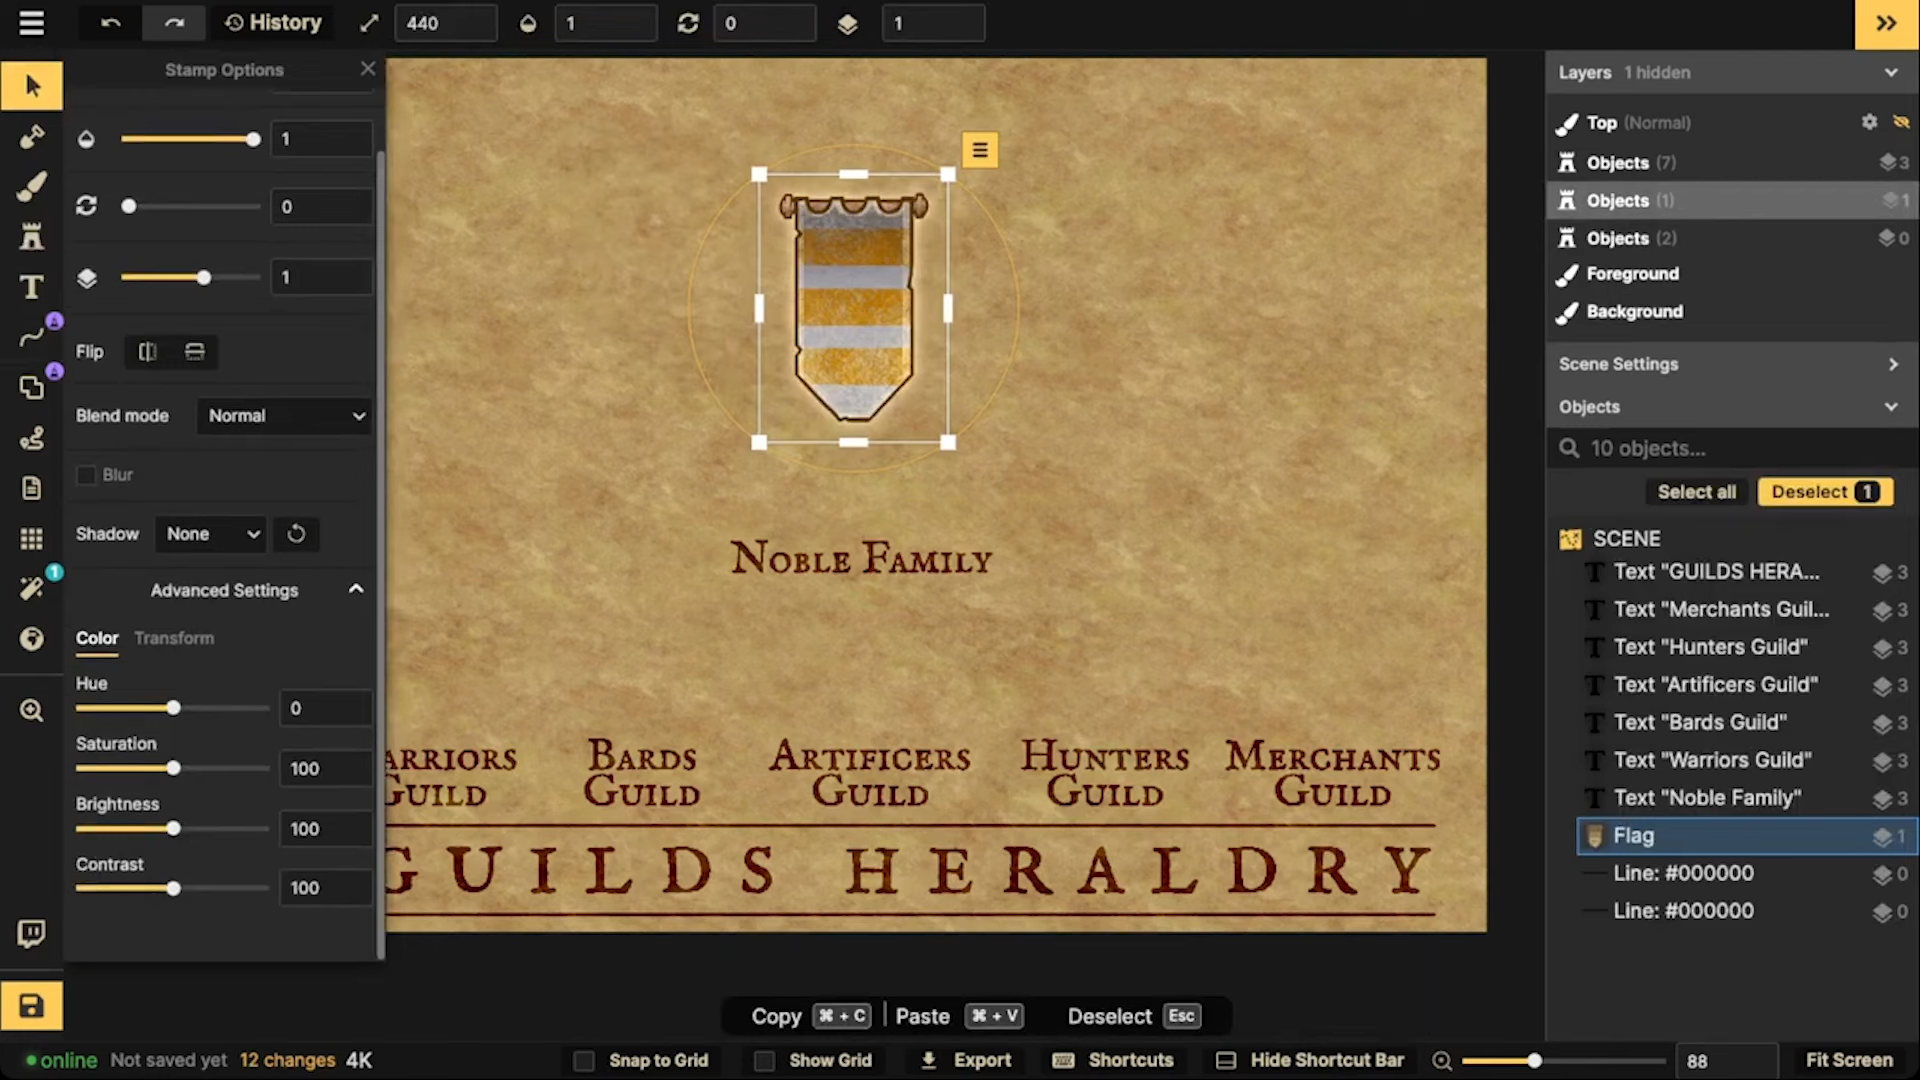 History
440
1
0
1
Stamp Options
1
0
1
Flip
Blend mode
Normal
Blur
Shadow
None
Advanced Settings
Color
Transform
Hue
0
Saturation
100
Brightness
100
Contrast
100
Noble Family
arriors
Guild
Bards
Guild
Artificers
Guild
Hunters
Guild
Merchants
Guild
GUILDS HERALDRY
Layers 1 hidden
Top (Normal)
Objects (7) 3
Objects (1) 1
Objects (2) 0
Foreground
Background
Scene Settings
Objects
10 objects...
Select all
Deselect 1
SCENE
Text "GUILDS HERA... 3
Text "Merchants Guil... 3
Text "Hunters Guild" 3
Text "Artificers Guild" 3
Text "Bards Guild" 3
Text "Warriors Guild" 3
Text "Noble Family" 3
Flag 1
Line: #000000 0
Line: #000000 0
1
Copy ⌘ + C Paste ⌘ + V Deselect Esc
online Not saved yet 12 changes 4K
Snap to Grid
Show Grid
Export
Shortcuts
Hide Shortcut Bar
88
Fit Screen